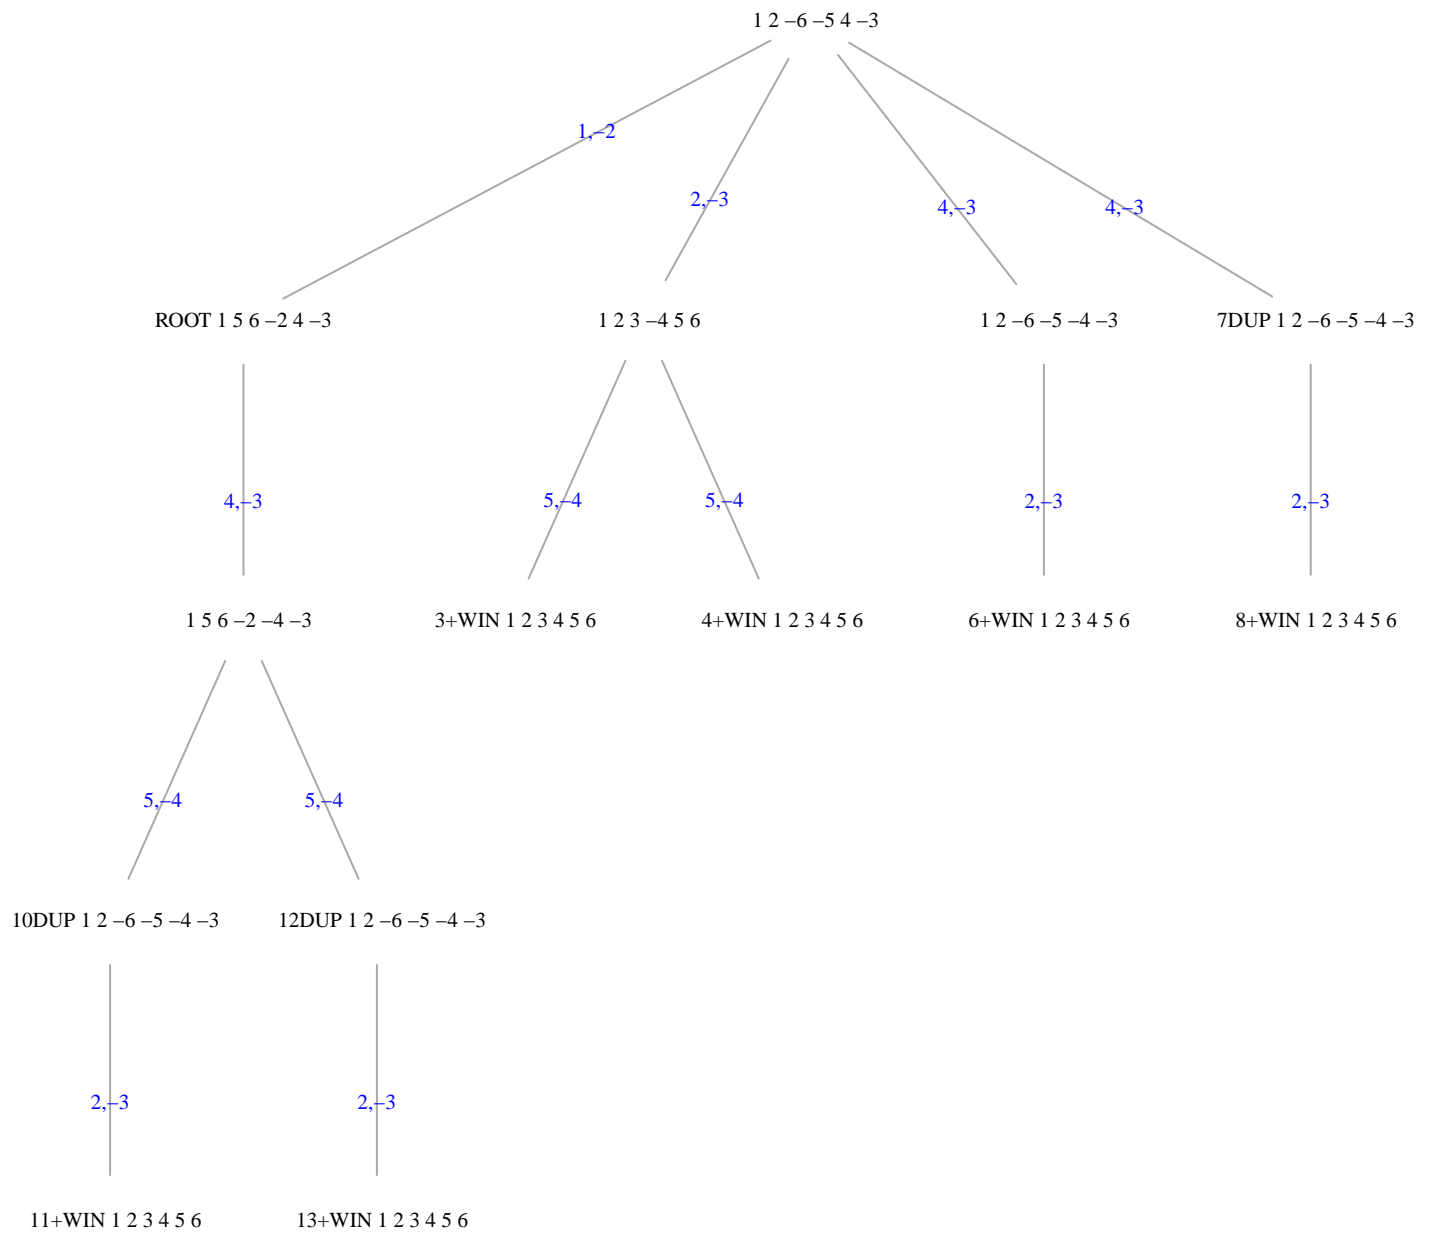 1 2 –6 –5 4 –3
1,–2
2,–3
4,–3
4,–3
ROOT 1 5 6 –2 4 –3
1 2 3 –4 5 6
1 2 –6 –5 –4 –3
7DUP 1 2 –6 –5 –4 –3
4,–3
5,–4
5,–4
2,–3
2,–3
1 5 6 –2 –4 –3
3+WIN 1 2 3 4 5 6
4+WIN 1 2 3 4 5 6
6+WIN 1 2 3 4 5 6
8+WIN 1 2 3 4 5 6
5,–4
5,–4
10DUP 1 2 –6 –5 –4 –3
12DUP 1 2 –6 –5 –4 –3
2,–3
2,–3
11+WIN 1 2 3 4 5 6
13+WIN 1 2 3 4 5 6